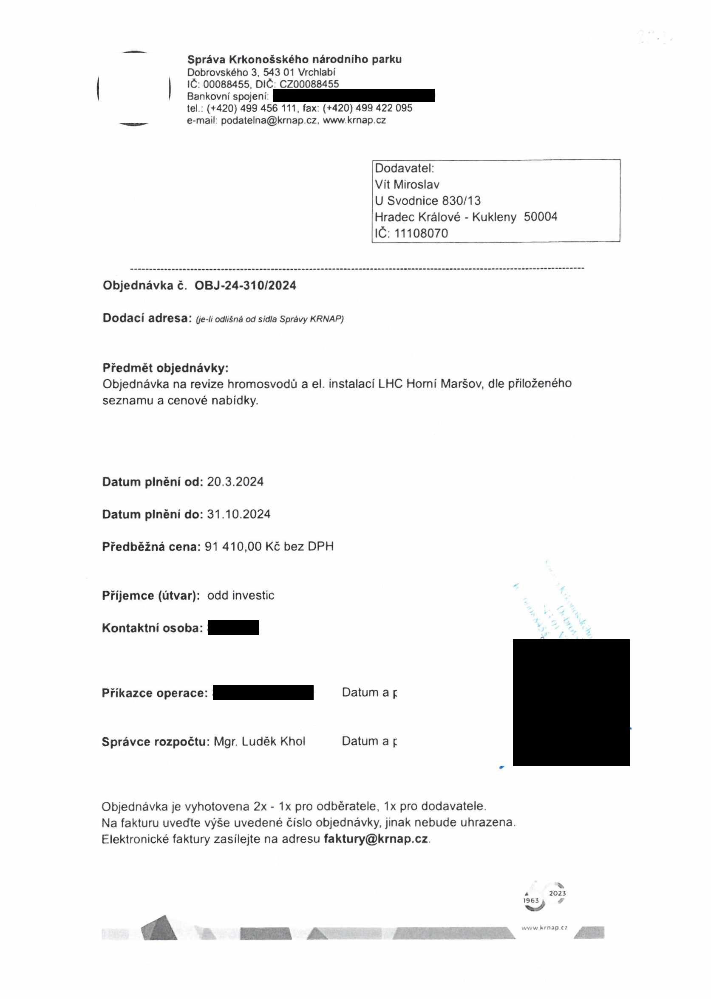 Správa Krkonošského národního parku
Dobrovského 3, 543 01 Vrchlabí
IČ: 00088455, DIČ: CZ00088455
Bankovní spojení:
tel.: (+420) 499 456 111, fax: (+420) 499 422 095
e-mail: podatelna@krnap.cz, www.krnap.cz
Dodavatel:
Vít Miroslav
U Svodnice 830/13
Hradec Králové - Kukleny 50004
IČ: 11108070
Objednávka č. OBJ-24-310/2024
Dodací adresa: (je-li odlišná od sídla Správy KRNAP)
Předmět objednávky:
Objednávka na revize hromosvodů a el. instalací LHC Horní Maršov, dle přiloženého
seznamu a cenové nabídky.
Datum plnění od: 20.3.2024
Datum plnění do: 31.10.2024
Předběžná cena: 91 410,00 Kč bez DPH
Příjemce (útvar): odd investic
Kontaktní osoba:
Příkazce operace: Datum a
Správce rozpočtu: Mgr. Luděk Khol Datum a
Objednávka je vyhotovena 2x - 1x pro odběratele, 1x pro dodavatele.
Na fakturu uveďte výše uvedené číslo objednávky, jinak nebude uhrazena.
Elektronické faktury zasílejte na adresu faktury@krnap.cz.
2023
1963
www.krnap.cz